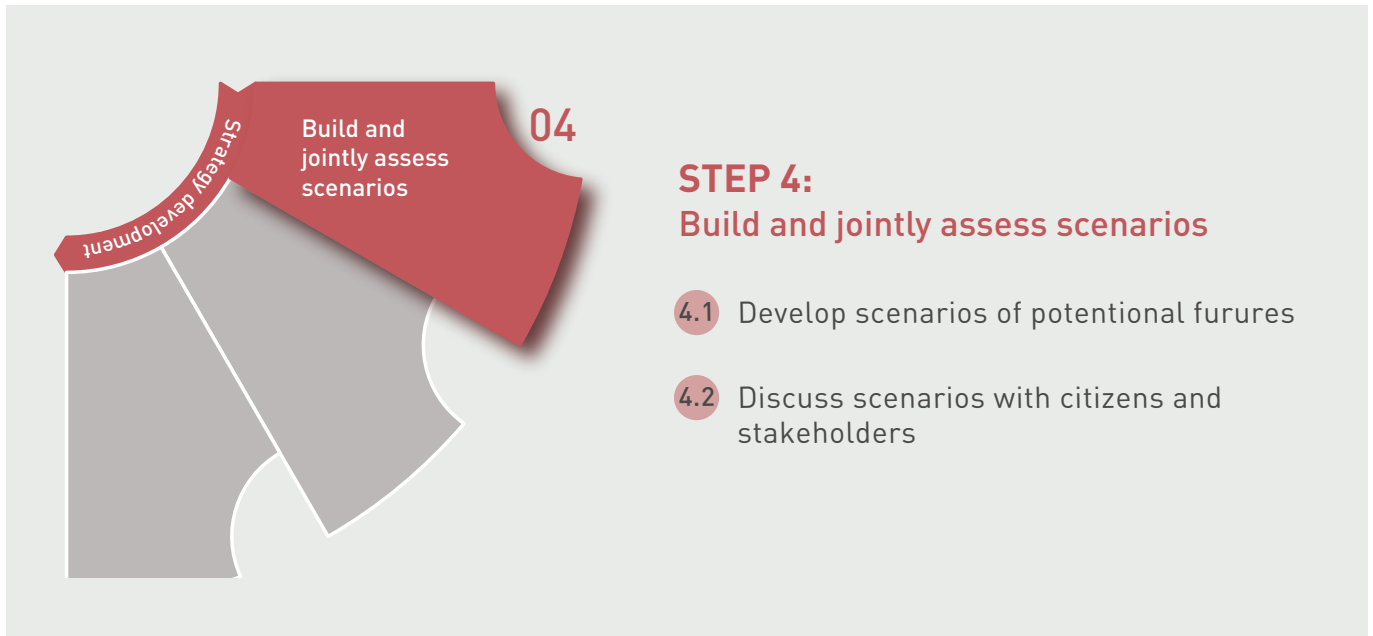 Strategy development
Build and
jointly assess
scenarios
04
STEP 4:
Build and jointly assess scenarios
4.1 Develop scenarios of potentional furures
4.2 Discuss scenarios with citizens and
stakeholders